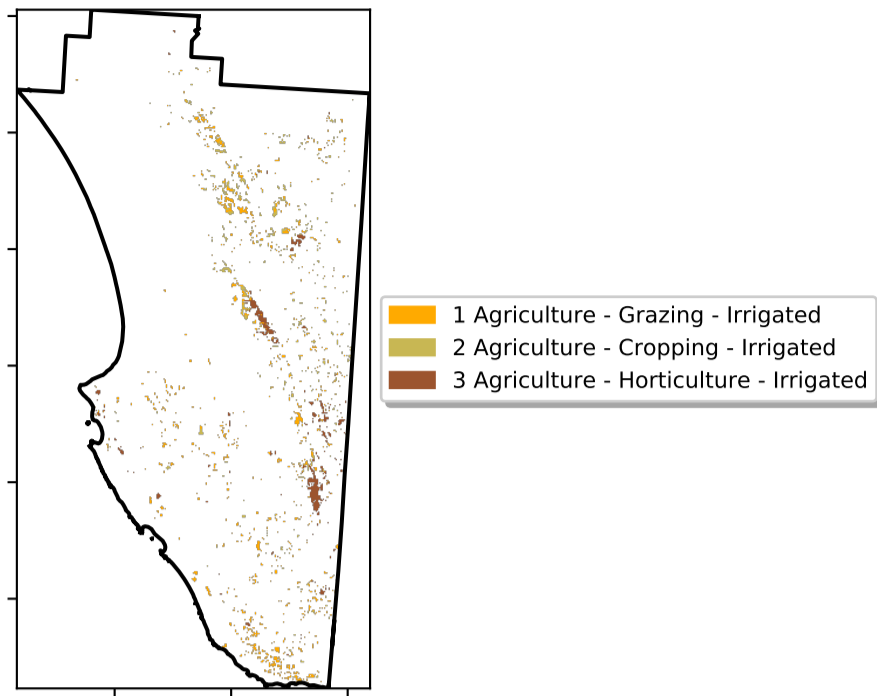 1 Agriculture - Grazing - Irrigated
2 Agriculture - Cropping - Irrigated
3 Agriculture - Horticulture - Irrigated